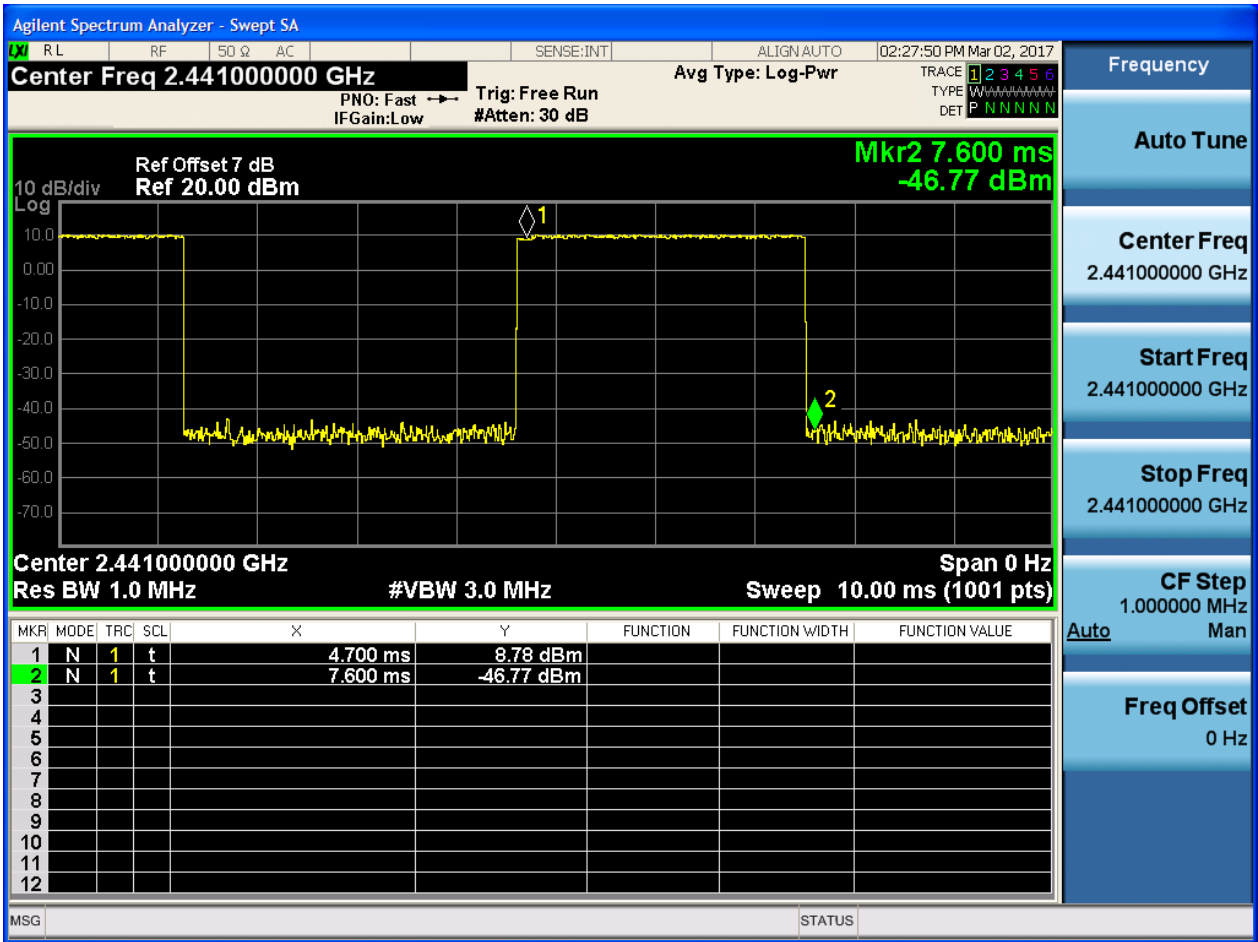 Agilent Spectrum Analyzer - Swept SA
LXI RL RF 50 Ω AC SENSE:INT ALIGN AUTO 02:27:50 PM Mar 02, 2017
Center Freq 2.441000000 GHz
PNO: Fast
IFGain:Low
Trig: Free Run
#Atten: 30 dB
Avg Type: Log-Pwr
TRACE 1 2 3 4 5 6
TYPE W
DET P N N N N N
Mkr2 7.600 ms
-46.77 dBm
Ref Offset 7 dB
10 dB/div Ref 20.00 dBm
Log
10.0
0.00
-10.0
-20.0
-30.0
-40.0
-50.0
-60.0
-70.0
1
2
Center 2.441000000 GHz Span 0 Hz
Res BW 1.0 MHz #VBW 3.0 MHz Sweep 10.00 ms (1001 pts)
MKR MODE TRC SCL X Y FUNCTION FUNCTION WIDTH FUNCTION VALUE
1 N 1 t 4.700 ms 8.78 dBm
2 N 1 t 7.600 ms -46.77 dBm
3
4
5
6
7
8
9
10
11
12
MSG STATUS
Frequency
Auto Tune
Center Freq
2.441000000 GHz
Start Freq
2.441000000 GHz
Stop Freq
2.441000000 GHz
CF Step
1.000000 MHz
Auto Man
Freq Offset
0 Hz